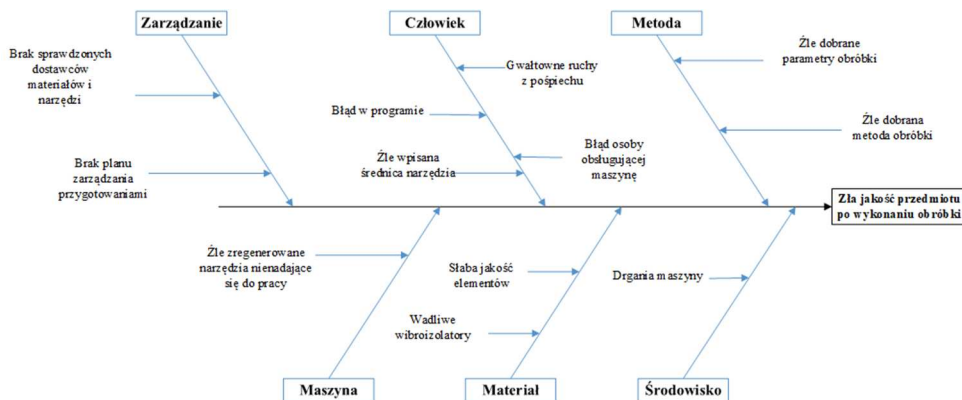 Zarządzanie
Człowiek
Metoda
Brak sprawdzonych
dostawców
materiałów i
narzędzi
Brak planu
zarządzania
przygotowaniami
Gwałtowne ruchy
z pośpiechu
Błąd w programie
Źle wpisana
średnica narzędzia
Błąd osoby
obsługującej
maszynę
Źle dobrane
parametry obróbki
Źle dobrana
metoda obróbki
Zła jakość przedmiotu
po wykonaniu obróbki
Źle zregenerowane
narzędzia nienadające
się do pracy
Słaba jakość
elementów
Wadliwe
wibroizolatory
Drgania maszyny
Maszyna
Materiał
Środowisko